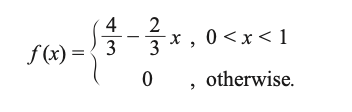 f(x) = { 4/3 − 2/3 x , 0 < x < 1
0 , otherwise.